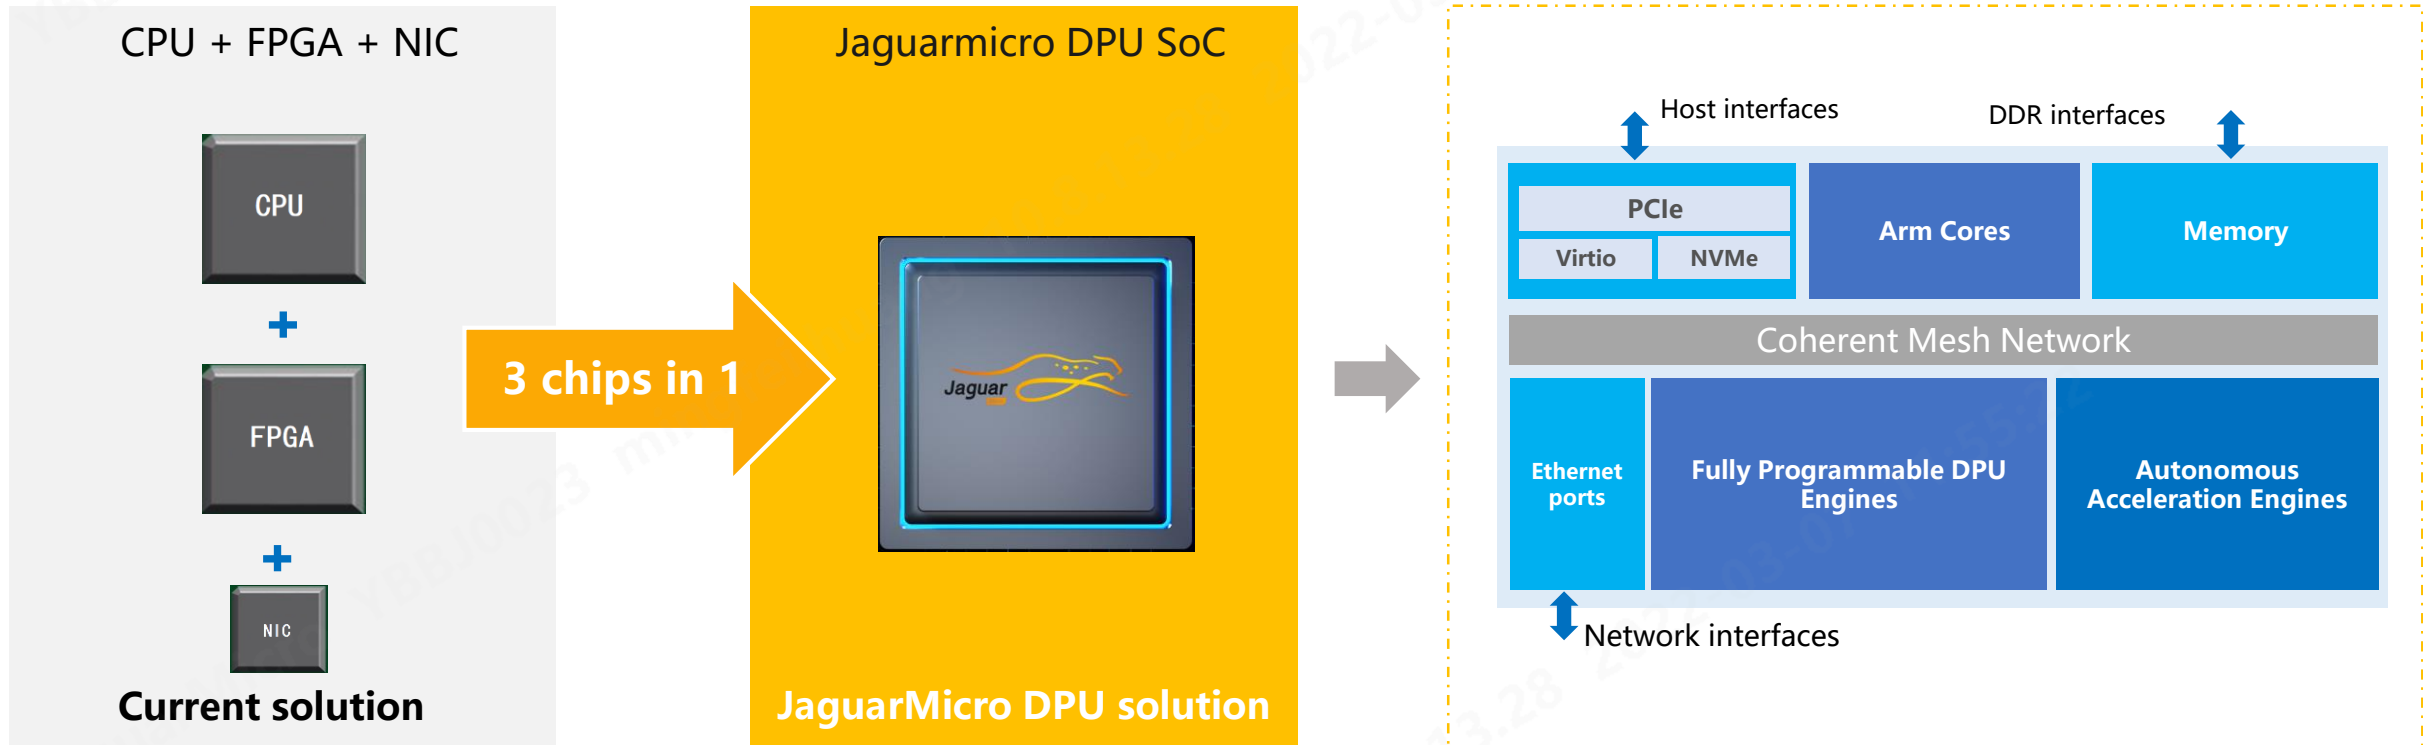 CPU + FPGA + NIC
CPU
FPGA
NIC
Current solution
3 chips in 1
Jaguarmicro DPU SoC
Jaguar
JaguarMicro DPU solution
Host interfaces
DDR interfaces
PCIe
Virtio
NVMe
Arm Cores
Memory
Coherent Mesh Network
Ethernet
ports
Fully Programmable DPU
Engines
Autonomous
Acceleration Engines
Network interfaces